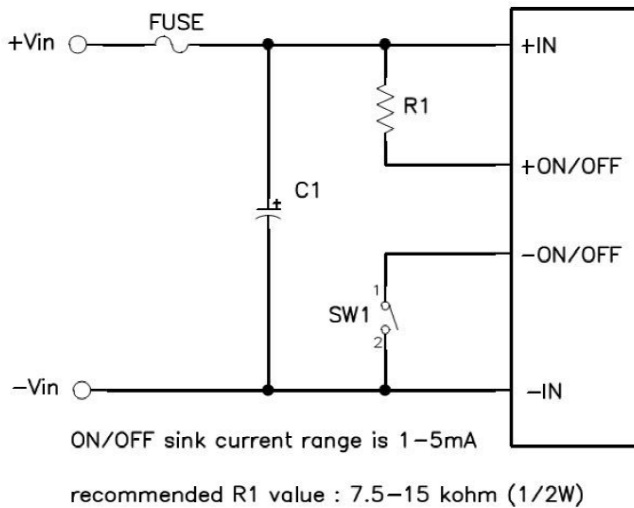 FUSE
+Vin
+IN
R1
+ON/OFF
C1
+
-ON/OFF
1
SW1
2
-Vin
-IN
ON/OFF sink current range is 1-5mA
recommended R1 value : 7.5-15 kohm (1/2W)